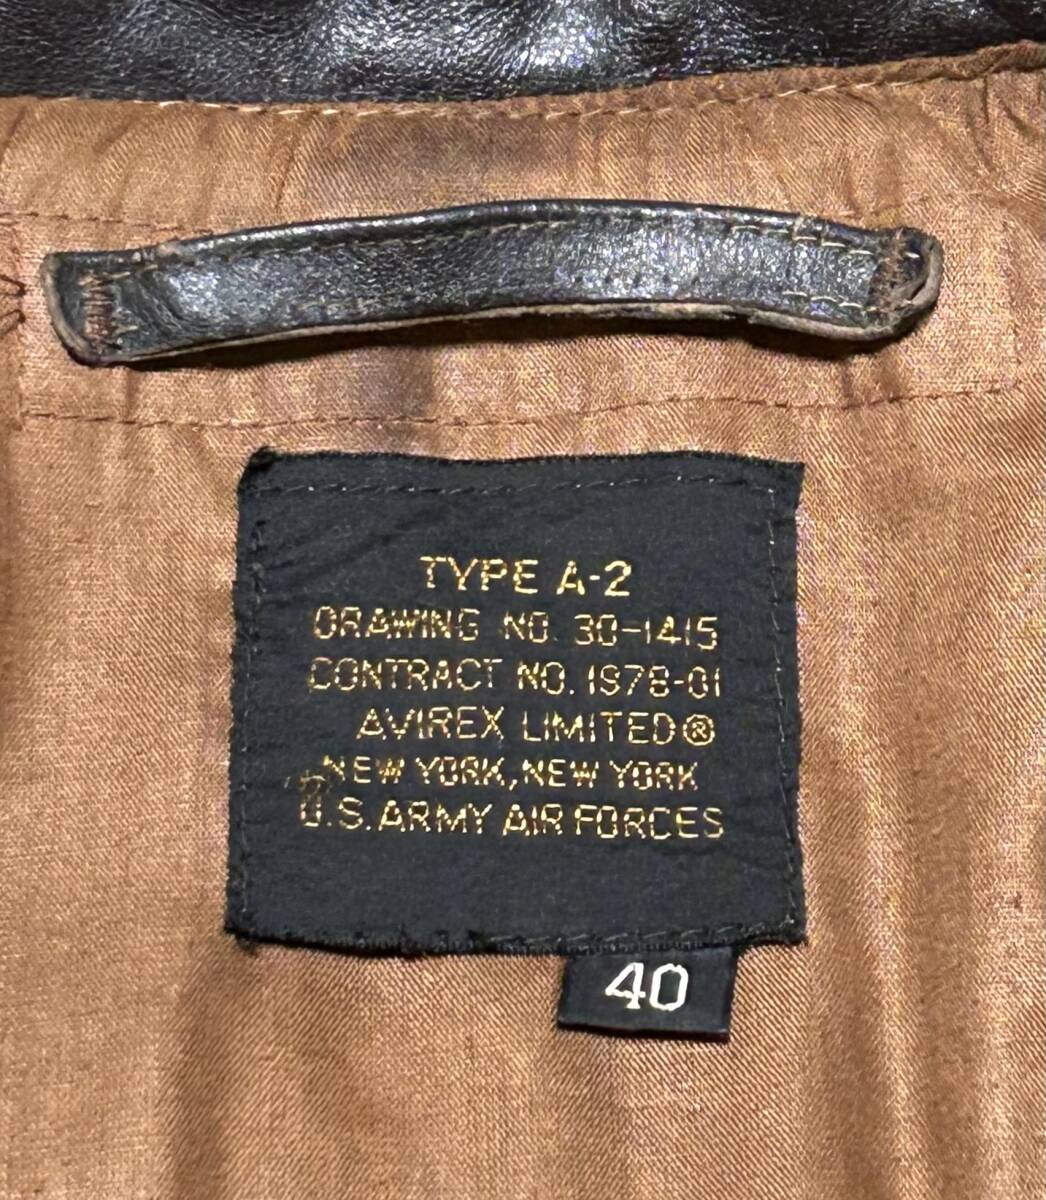 TYPE A-2
DRAWING NO. 30-1415
CONTRACT NO. 1978-01
AVIREX LIMITED®
NEW YORK, NEW YORK
U.S. ARMY AIR FORCES
40